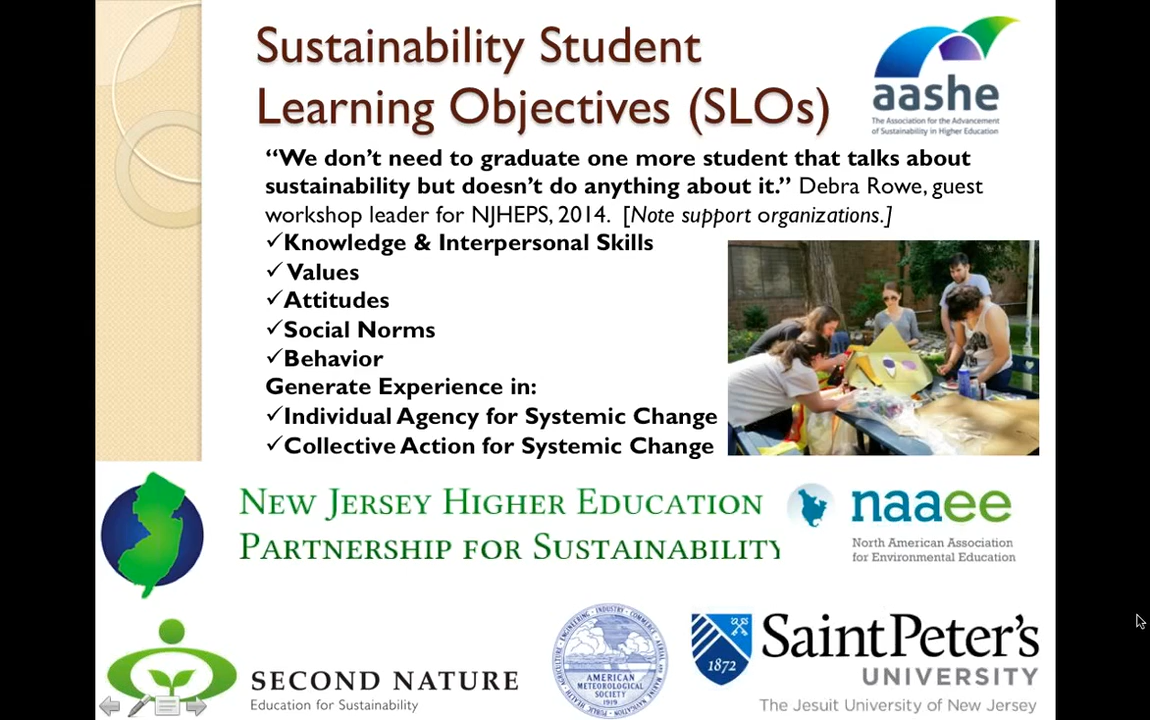 Sustainability Student
Learning Objectives (SLOs)
aashe
The Association for the Advancement
of Sustainability in Higher Education
“We don’t need to graduate one more student that talks about
sustainability but doesn’t do anything about it.” Debra Rowe, guest
workshop leader for NJHEPS, 2014. [Note support organizations.]
✓Knowledge & Interpersonal Skills
✓Values
✓Attitudes
✓Social Norms
✓Behavior
Generate Experience in:
✓Individual Agency for Systemic Change
✓Collective Action for Systemic Change
New Jersey Higher Education
Partnership for Sustainability
naaee
North American Association
for Environmental Education
SECOND NATURE
Education for Sustainability
AMERICAN
METEOROLOGICAL
SOCIETY
1919
1872
Saint Peter's
UNIVERSITY
The Jesuit University of New Jersey